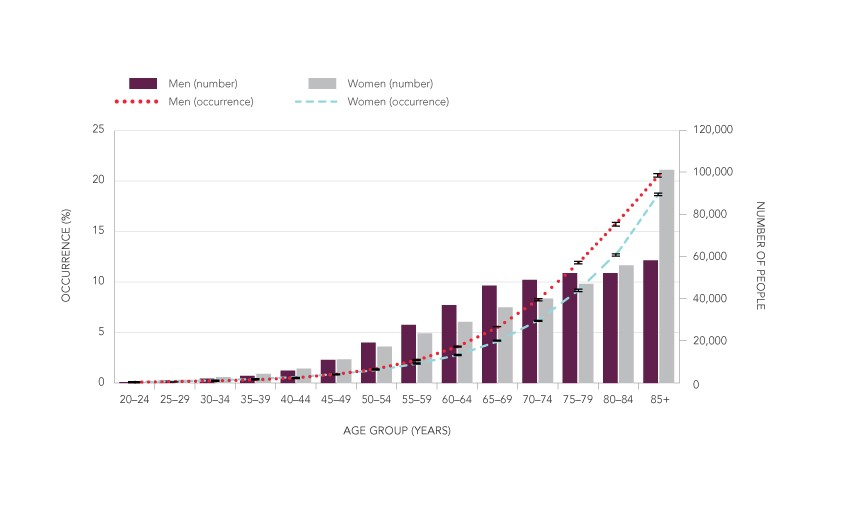 Men (number) Women (number)
Men (occurrence) Women (occurrence)
25 120,000
20 100,000
15 80,000
10 60,000
5 40,000
0 20,000
0
OCCURRENCE (%)
NUMBER OF PEOPLE
20–24 25–29 30–34 35–39 40–44 45–49 50–54 55–59 60–64 65–69 70–74 75–79 80–84 85+
AGE GROUP (YEARS)